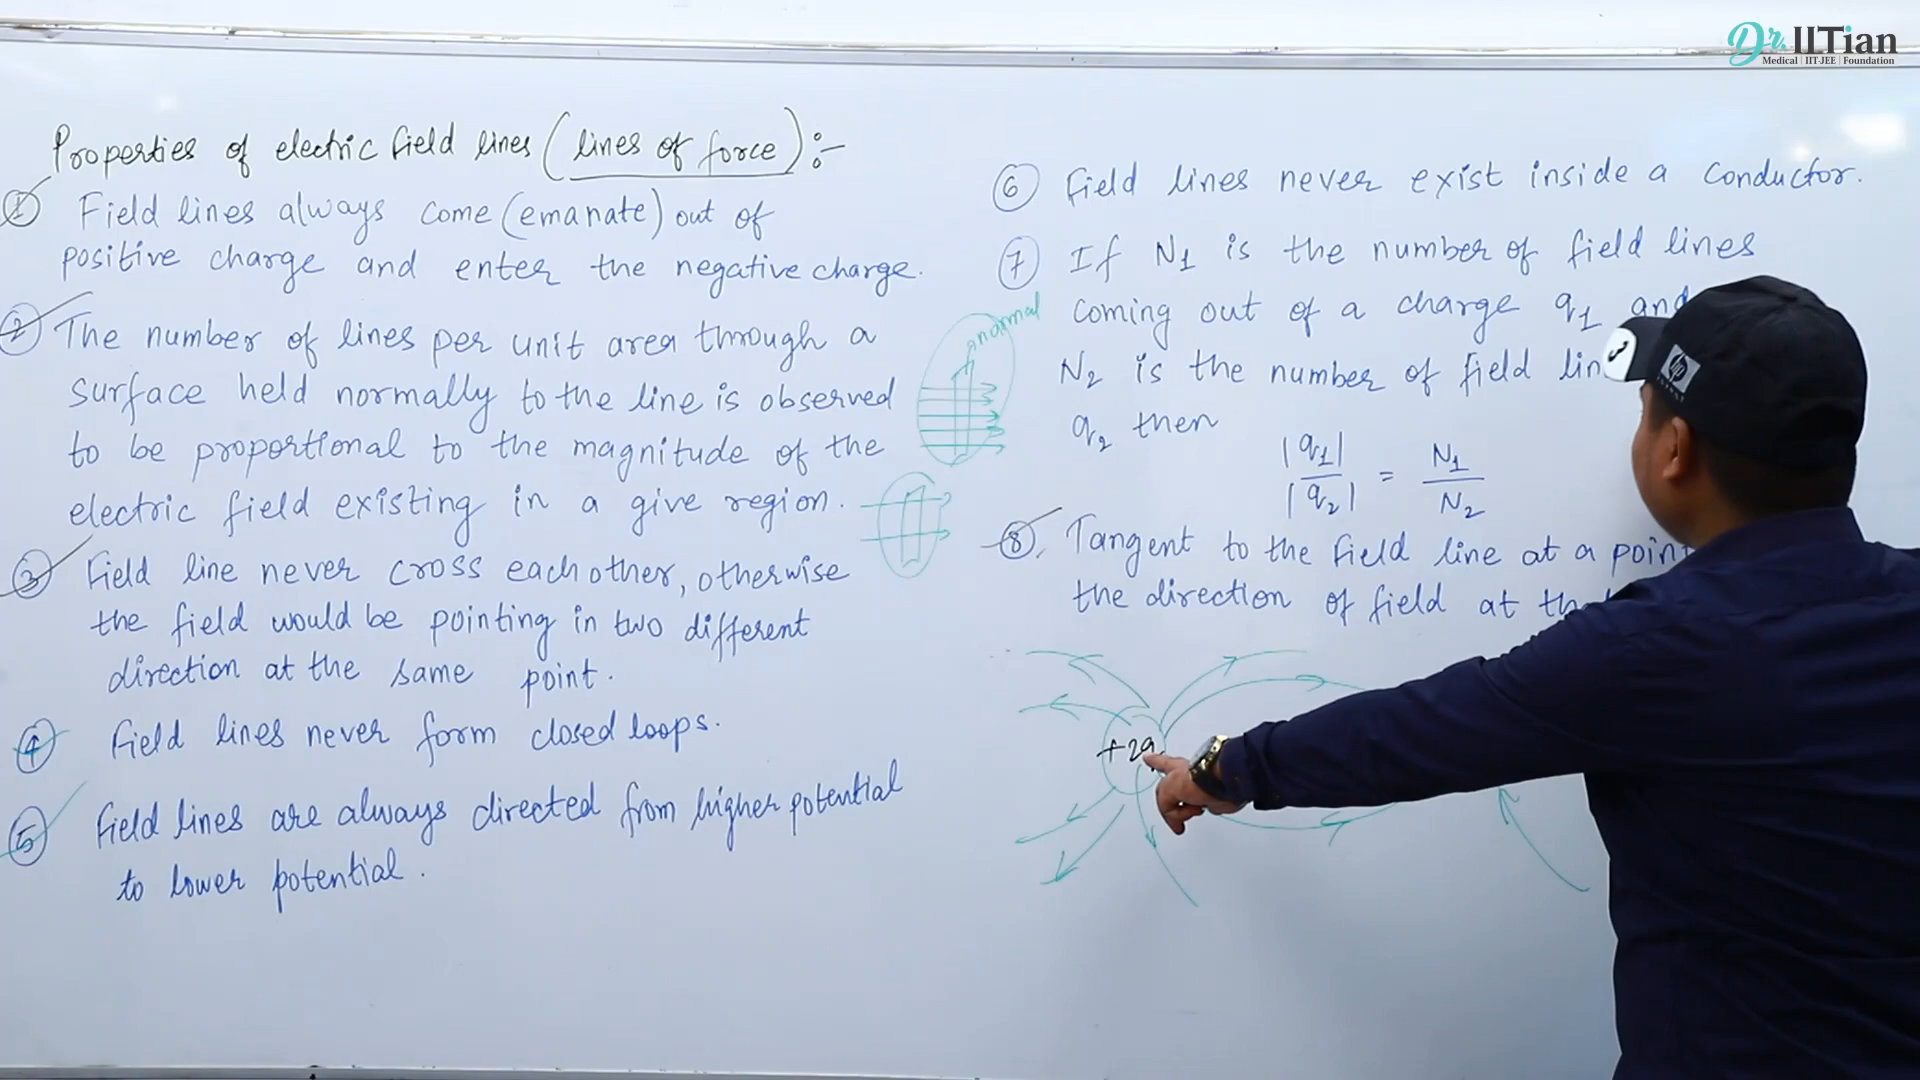 Dr. IITian
Medical | IIT-JEE | Foundation
Properties of electric field lines (lines of force) :-
① Field lines always come (emanate) out of
positive charge and enter the negative charge.
② The number of lines per unit area through a
surface held normally to the line is observed
to be proportional to the magnitude of the
electric field existing in a give region.
③ Field line never cross each other, otherwise
the field would be pointing in two different
direction at the same point.
④ Field lines never form closed loops.
⑤ Field lines are always directed from higher potential
to lower potential.
normal
⑥ Field lines never exist inside a conductor.
⑦ If N1 is the number of field lines
coming out of a charge q1 and
N2 is the number of field
q2 then
|q1| / |q2| = N1 / N2
⑧ Tangent to the field line at a point
the direction of field at
+2q
hp